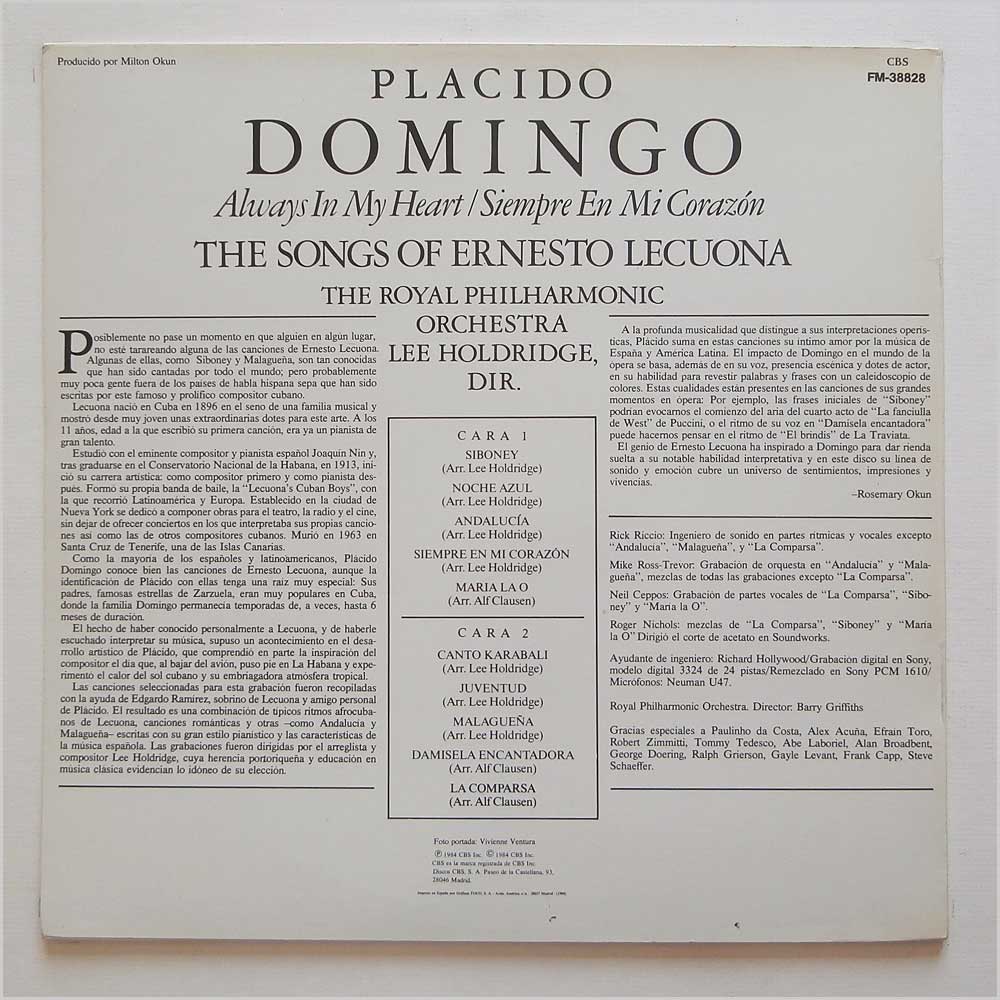 Producido por Milton Okun
CBS
FM-38828
PLACIDO
DOMINGO
Always In My Heart / Siempre En Mi Corazón
THE SONGS OF ERNESTO LECUONA
THE ROYAL PHILHARMONIC
ORCHESTRA
LEE HOLDRIDGE,
DIR.
Posiblemente no pase un momento en que alguien en algún lugar,
no esté tarareando alguna de las canciones de Ernesto Lecuona.
Algunas de ellas, como Siboney y Malagueña, son tan conocidas
que han sido cantadas por todo el mundo; pero probablemente
muy poca gente fuera de los paises de habla hispana sepa que han sido
escritas por este famoso y prolífico compositor cubano.
Lecuona nació en Cuba en 1896 en el seno de una familia musical y
mostró desde muy joven unas extraordinarias dotes para este arte. A los
11 años, edad a la que escribió su primera canción, era ya un pianista de
gran talento.
Estudió con el eminente compositor y pianista español Joaquín Nin y,
tras graduarse en el Conservatorio Nacional de la Habana, en 1913, ini-
ció su carrera artística: como compositor primero y como pianista des-
pués. Formó su propia banda de baile, la "Lecuona's Cuban Boys", con
la que recorrió Latinoamérica y Europa. Establecido en la ciudad de
Nueva York se dedicó a componer obras para el teatro, la radio y el cine,
sin dejar de ofrecer conciertos en los que interpretaba sus propias cancio-
nes así como las de otros compositores cubanos. Murió en 1963 en
Santa Cruz de Tenerife, una de las Islas Canarias.
Como la mayoría de los españoles y latinoamericanos, Plácido
Domingo conoce bien las canciones de Ernesto Lecuona, aunque la
identificación de Plácido con ellas tenga una raíz muy especial: Sus
padres, famosas estrellas de Zarzuela, eran muy populares en Cuba,
donde la familia Domingo permanecía temporadas de, a veces, hasta 6
meses de duración.
El hecho de haber conocido personalmente a Lecuona, y de haberle
escuchado interpretar su música, supuso un acontecimiento en el desa-
rrollo artístico de Plácido, que comprendió en parte la inspiración del
compositor el día que, al bajar del avión, puso pie en La Habana y expe-
rimentó el calor del sol cubano y su embriagadora atmósfera tropical.
Las canciones seleccionadas para esta grabación fueron recopiladas
con la ayuda de Edgardo Ramírez, sobrino de Lecuona y amigo personal
de Plácido. El resultado es una combinación de típicos ritmos afrocuba-
nos de Lecuona, canciones románticas y otras –como Andalucía y
Malagueña– escritas con su gran estilo pianístico y las características de
la música española. Las grabaciones fueron dirigidas por el arreglista y
compositor Lee Holdridge, cuya herencia portoriqueña y educación en
música clásica evidencian lo idóneo de su elección.
CARA 1
SIBONEY
(Arr. Lee Holdridge)
NOCHE AZUL
(Arr. Lee Holdridge)
ANDALUCÍA
(Arr. Lee Holdridge)
SIEMPRE EN MI CORAZÓN
(Arr. Lee Holdridge)
MARIA LA O
(Arr. Alf Clausen)
CARA 2
CANTO KARABALI
(Arr. Lee Holdridge)
JUVENTUD
(Arr. Lee Holdridge)
MALAGUEÑA
(Arr. Lee Holdridge)
DAMISELA ENCANTADORA
(Arr. Alf Clausen)
LA COMPARSA
(Arr. Alf Clausen)
A la profunda musicalidad que distingue a sus interpretaciones operís-
ticas, Plácido suma en estas canciones su íntimo amor por la música de
España y América Latina. El impacto de Domingo en el mundo de la
opera se basa, además de en su voz, presencia escénica y dotes de actor,
en su habilidad para revestir palabras y frases con un caleidoscopio de
colores. Estas cualidades están presentes en las canciones de sus grandes
momentos en ópera: Por ejemplo, las frases iniciales de "Siboney"
podrían evocarnos el comienzo del aria del cuarto acto de "La fanciulla
de West" de Puccini, o el ritmo de su voz en "Damisela encantadora"
puede hacernos pensar en el ritmo de "El brindis" de La Traviata.
El genio de Ernesto Lecuona ha inspirado a Domingo para dar rienda
suelta a su notable habilidad interpretativa y en este disco su línea de
sonido y emoción cubre un universo de sentimientos, impresiones y
vivencias.
–Rosemary Okun
Rick Riccio: Ingeniero de sonido en partes rítmicas y vocales excepto
"Andalucía", "Malagueña", y "La Comparsa".
Mike Ross-Trevor: Grabación de orquesta en "Andalucía" y "Mala-
gueña", mezclas de todas las grabaciones excepto "La Comparsa".
Neil Ceppos: Grabación de partes vocales de "La Comparsa", "Sibo-
ney" y "María la O".
Roger Nichols: mezclas de "La Comparsa", "Siboney" y "María
la O" Dirigió el corte de acetato en Soundworks.
Ayudante de ingeniero: Richard Hollywood/Grabación digital en Sony,
modelo digital 3324 de 24 pistas/Remezclado en Sony PCM 1610/
Micrófonos: Neuman U47.
Royal Philharmonic Orchestra. Director: Barry Griffiths
Gracias especiales a Paulinho da Costa, Alex Acuña, Efrain Toro,
Robert Zimmitti, Tommy Tedesco, Abe Laboriel, Alan Broadbent,
George Doering, Ralph Grierson, Gayle Levant, Frank Capp, Steve
Schaeffer.
Foto portada: Vivienne Ventura
Ⓟ 1984 CBS Inc. © 1984 CBS Inc.
CBS es la marca registrada de CBS Inc.
Discos CBS, S. A. Paseo de la Castellana, 93,
28046 Madrid.